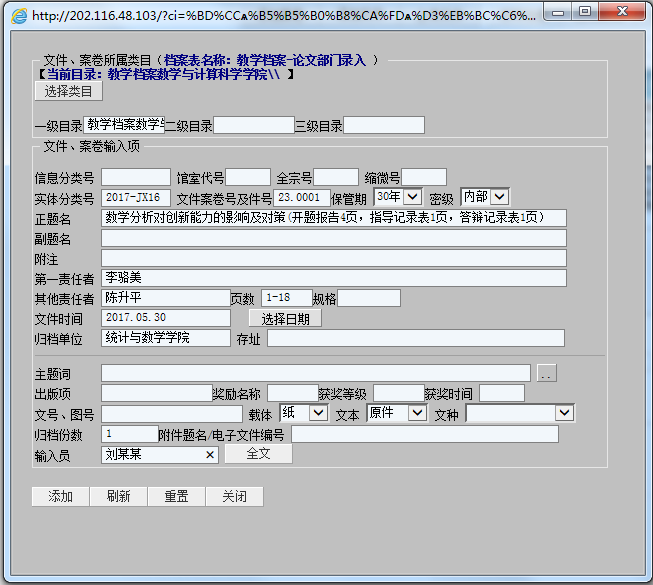 http://202.116.48.103/?ci=%BD%CCѧ%B5%B5%B0%B8%CA%FDѧ%D3%EB%BC%C6%...
文件、案卷所属类目（档案表名称：教学档案-论文部门录入 ）
【当前目录：教学档案数学与计算科学学院\\ 】
选择类目
一级目录 教学档案数学与 二级目录 三级目录
文件、案卷输入项
信息分类号 馆室代号 全宗号 缩微号
实体分类号 2017-JX16 文件案卷号及件号 23.0001 保管期 30年 密级 内部
正题名 数学分析对创新能力的影响及对策(开题报告4页，指导记录表1页，答辩记录表1页）
副题名
附注
第一责任者 李骆美
其他责任者 陈升平 页数 1-18 规格
文件时间 2017.05.30 选择日期
归档单位 统计与数学学院 存址
主题词 ..
出版项 奖励名称 获奖等级 获奖时间
文号、图号 载体 纸 文本 原件 文种
归档份数 1 附件题名/电子文件编号
输入员 刘某某 × 全文
添加 刷新 重置 关闭